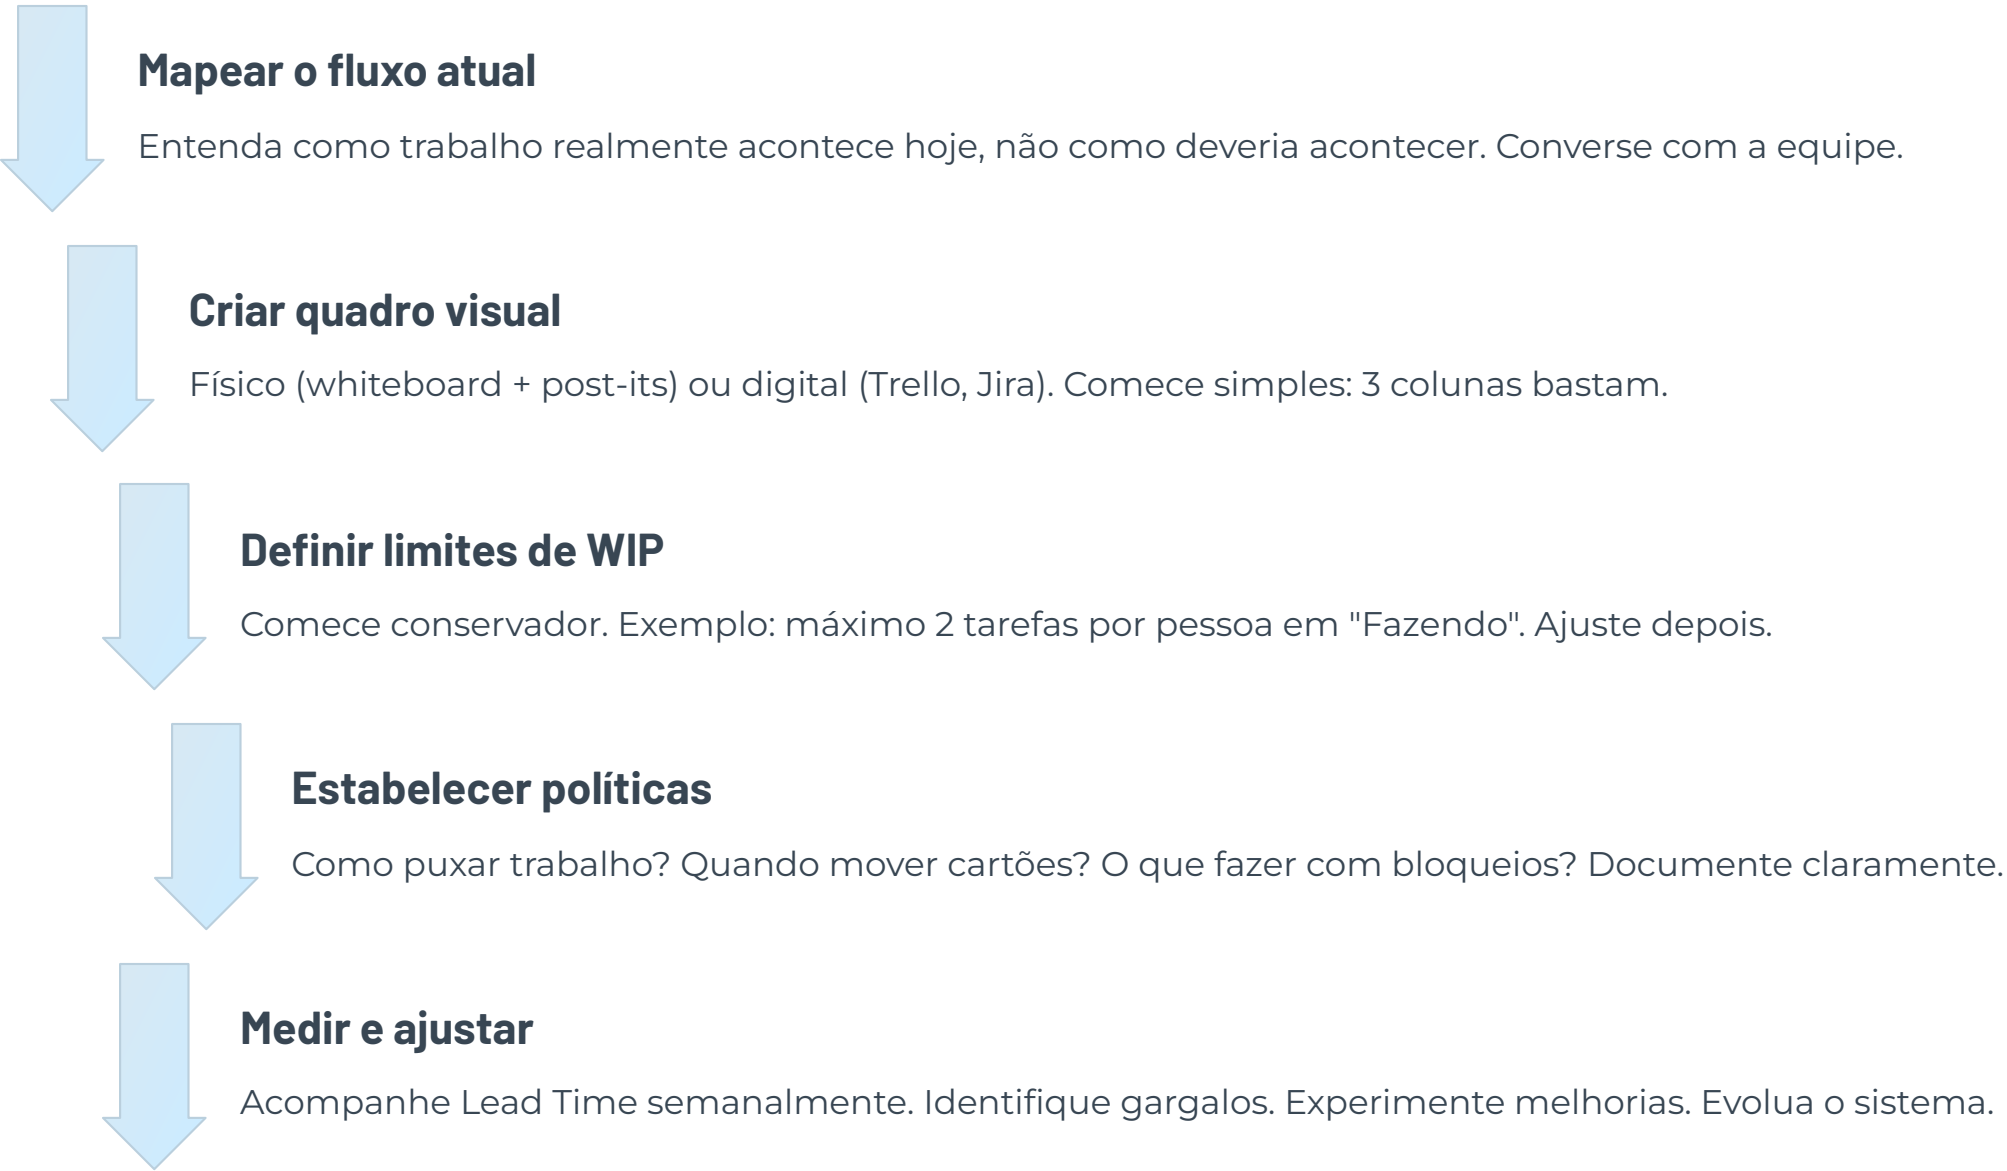 Mapear o fluxo atual
Entenda como trabalho realmente acontece hoje, não como deveria acontecer. Converse com a equipe.
Criar quadro visual
Físico (whiteboard + post-its) ou digital (Trello, Jira). Comece simples: 3 colunas bastam.
Definir limites de WIP
Comece conservador. Exemplo: máximo 2 tarefas por pessoa em "Fazendo". Ajuste depois.
Estabelecer políticas
Como puxar trabalho? Quando mover cartões? O que fazer com bloqueios? Documente claramente.
Medir e ajustar
Acompanhe Lead Time semanalmente. Identifique gargalos. Experimente melhorias. Evolua o sistema.